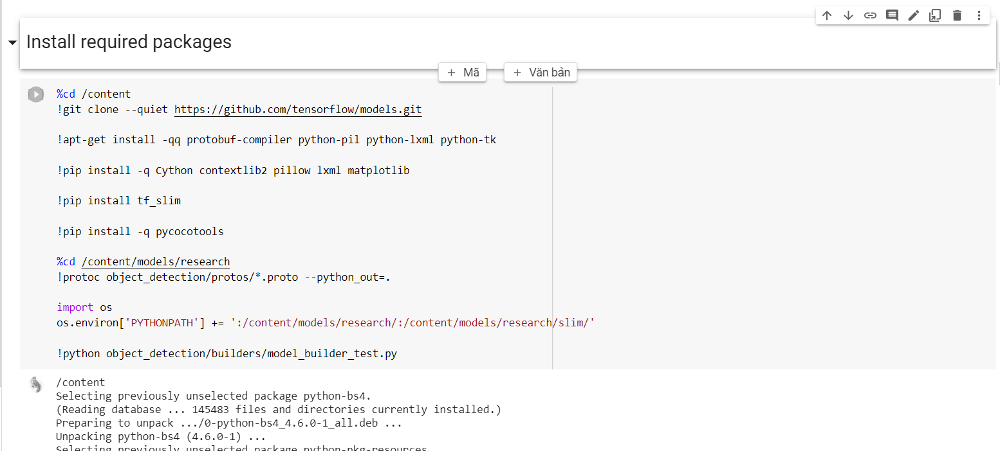 Install required packages
+ Mã + Văn bản
%cd /content
!git clone --quiet https://github.com/tensorflow/models.git
!apt-get install -qq protobuf-compiler python-pil python-lxml python-tk
!pip install -q Cython contextlib2 pillow lxml matplotlib
!pip install tf_slim
!pip install -q pycocotools
%cd /content/models/research
!protoc object_detection/protos/*.proto --python_out=.
import os
os.environ['PYTHONPATH'] += ':/content/models/research/:/content/models/research/slim/'
!python object_detection/builders/model_builder_test.py
/content
Selecting previously unselected package python-bs4.
(Reading database ... 145483 files and directories currently installed.)
Preparing to unpack .../0-python-bs4_4.6.0-1_all.deb ...
Unpacking python-bs4 (4.6.0-1) ...
Selecting previously unselected package python-pkg-resources